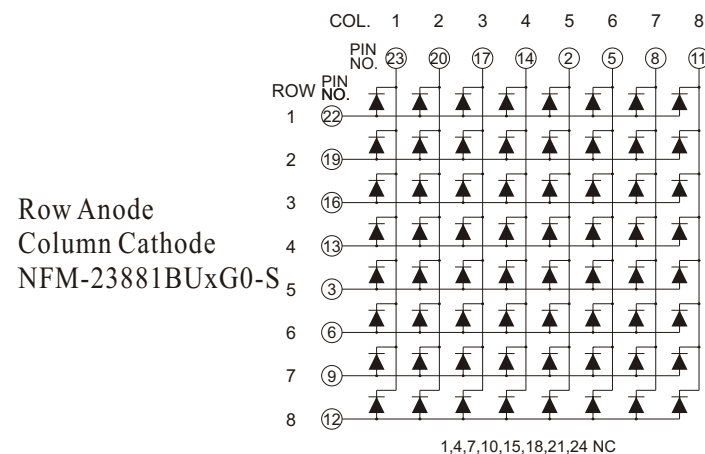 COL. 1 2 3 4 5 6 7 8
PIN NO. 23 20 17 14 2 5 8 11
ROW PIN NO.
1 22
2 19
3 16
4 13
5 3
6 6
7 9
8 12
Row Anode
Column Cathode
NFM-23881BUxG0-S
1,4,7,10,15,18,21,24 NC